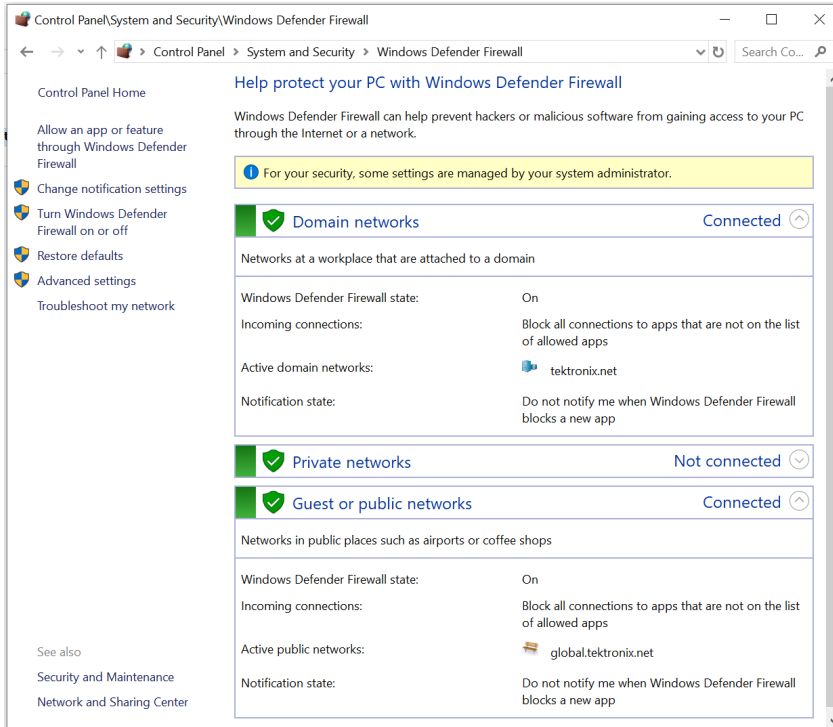 Control Panel\System and Security\Windows Defender Firewall
Control Panel > System and Security > Windows Defender Firewall
Search Co...
Control Panel Home
Allow an app or feature
through Windows Defender
Firewall
Change notification settings
Turn Windows Defender
Firewall on or off
Restore defaults
Advanced settings
Troubleshoot my network
Help protect your PC with Windows Defender Firewall
Windows Defender Firewall can help prevent hackers or malicious software from gaining access to your PC
through the Internet or a network.
For your security, some settings are managed by your system administrator.
Domain networks Connected
Networks at a workplace that are attached to a domain
Windows Defender Firewall state: On
Incoming connections: Block all connections to apps that are not on the list
of allowed apps
Active domain networks: tektronix.net
Notification state: Do not notify me when Windows Defender Firewall
blocks a new app
Private networks Not connected
Guest or public networks Connected
Networks in public places such as airports or coffee shops
Windows Defender Firewall state: On
Incoming connections: Block all connections to apps that are not on the list
of allowed apps
Active public networks: global.tektronix.net
Notification state: Do not notify me when Windows Defender Firewall
blocks a new app
See also
Security and Maintenance
Network and Sharing Center